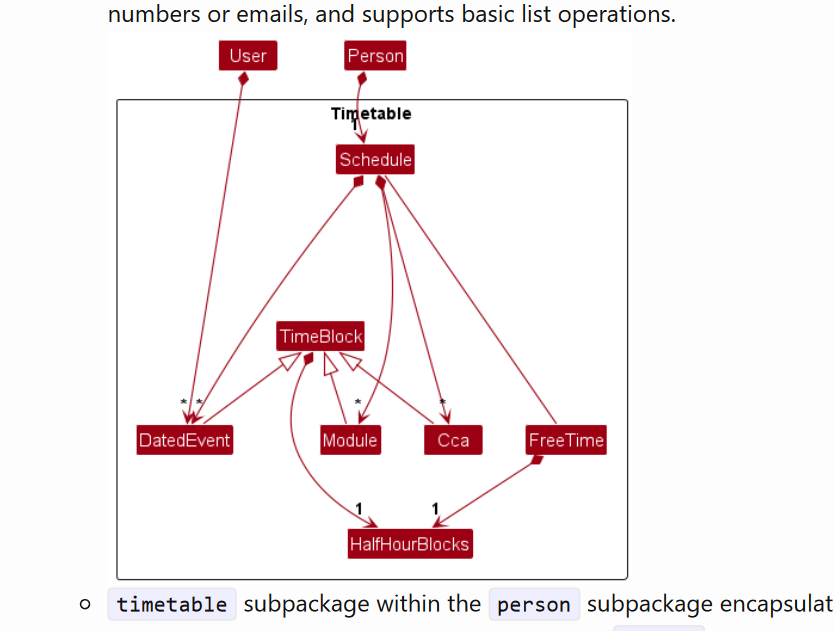 numbers or emails, and supports basic list operations.
User
Person
Timetable
1
Schedule
TimeBlock
* *
*
*
DatedEvent
Module
Cca
FreeTime
1
1
HalfHourBlocks
timetable subpackage within the person subpackage encapsulat